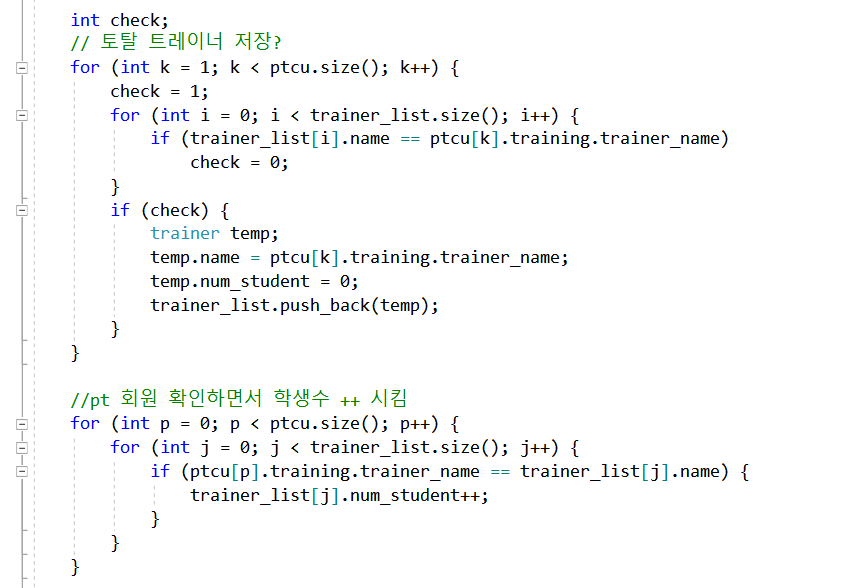 int check;
// 토탈 트레이너 저장?
for (int k = 1; k < ptcu.size(); k++) {
check = 1;
for (int i = 0; i < trainer_list.size(); i++) {
if (trainer_list[i].name == ptcu[k].training.trainer_name)
check = 0;
}
if (check) {
trainer temp;
temp.name = ptcu[k].training.trainer_name;
temp.num_student = 0;
trainer_list.push_back(temp);
}
}
//pt 회원 확인하면서 학생수 ++ 시킴
for (int p = 0; p < ptcu.size(); p++) {
for (int j = 0; j < trainer_list.size(); j++) {
if (ptcu[p].training.trainer_name == trainer_list[j].name) {
trainer_list[j].num_student++;
}
}
}